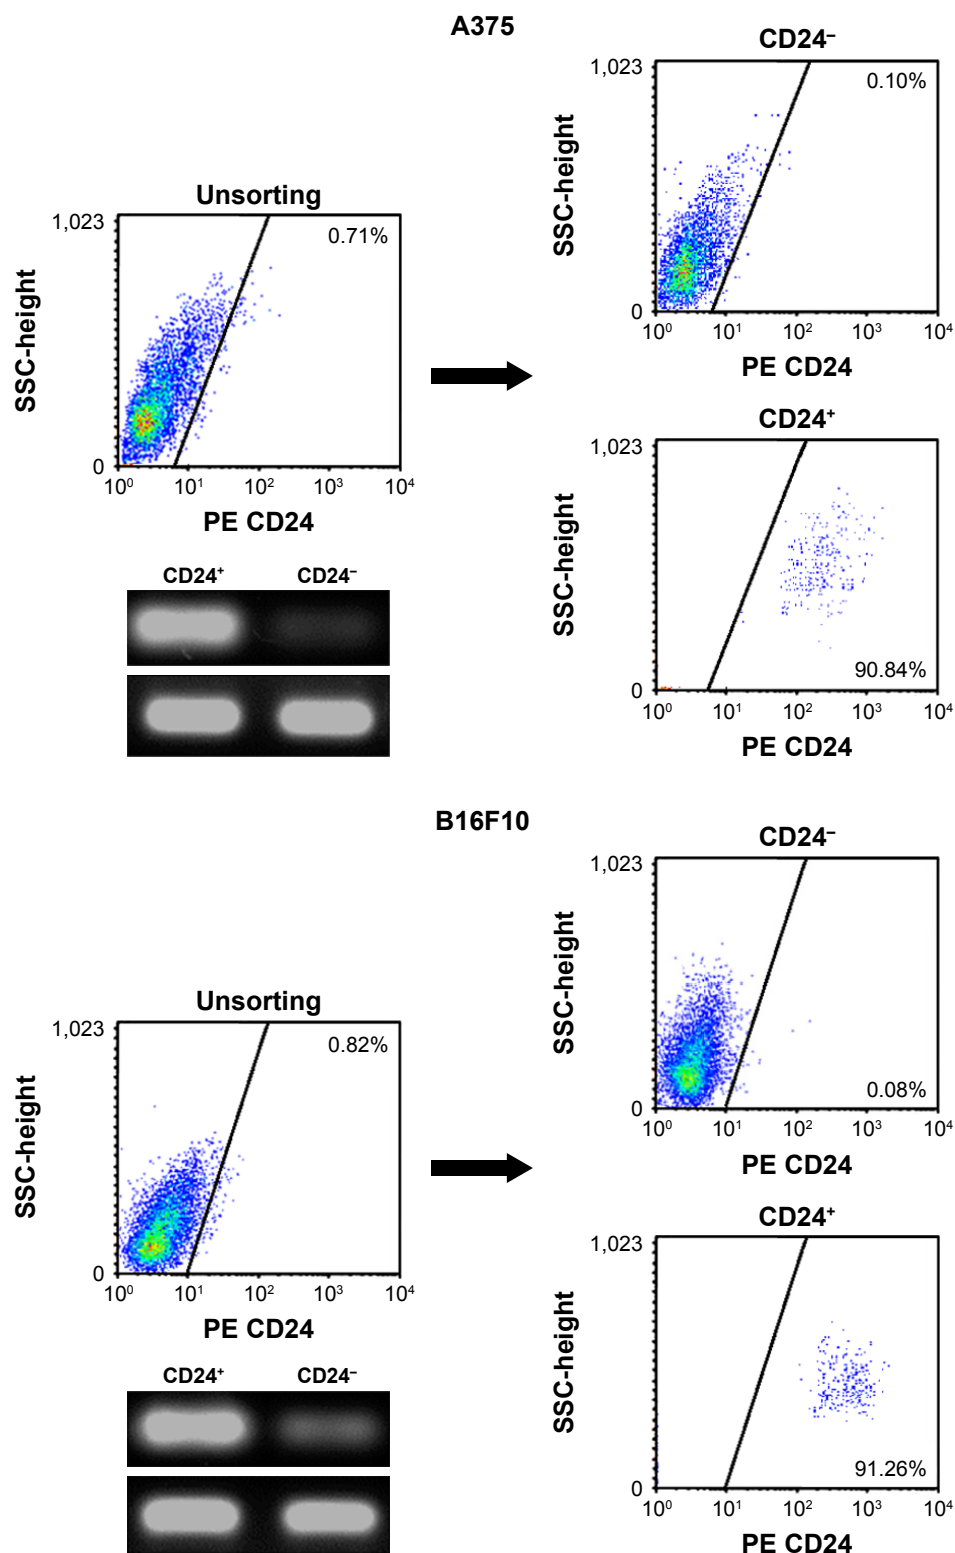 A375
CD24⁻
1,023
0.10%
SSC-height
0
10⁰ 10¹ 10² 10³ 10⁴
PE CD24
Unsorting
1,023
0.71%
SSC-height
0
10⁰ 10¹ 10² 10³ 10⁴
PE CD24
CD24⁺
1,023
SSC-height
90.84%
0
10⁰ 10¹ 10² 10³ 10⁴
PE CD24
CD24⁺ CD24⁻
B16F10
CD24⁻
1,023
SSC-height
0.08%
0
10⁰ 10¹ 10² 10³ 10⁴
PE CD24
Unsorting
1,023
0.82%
SSC-height
0
10⁰ 10¹ 10² 10³ 10⁴
PE CD24
CD24⁺
1,023
SSC-height
91.26%
0
10⁰ 10¹ 10² 10³ 10⁴
PE CD24
CD24⁺ CD24⁻